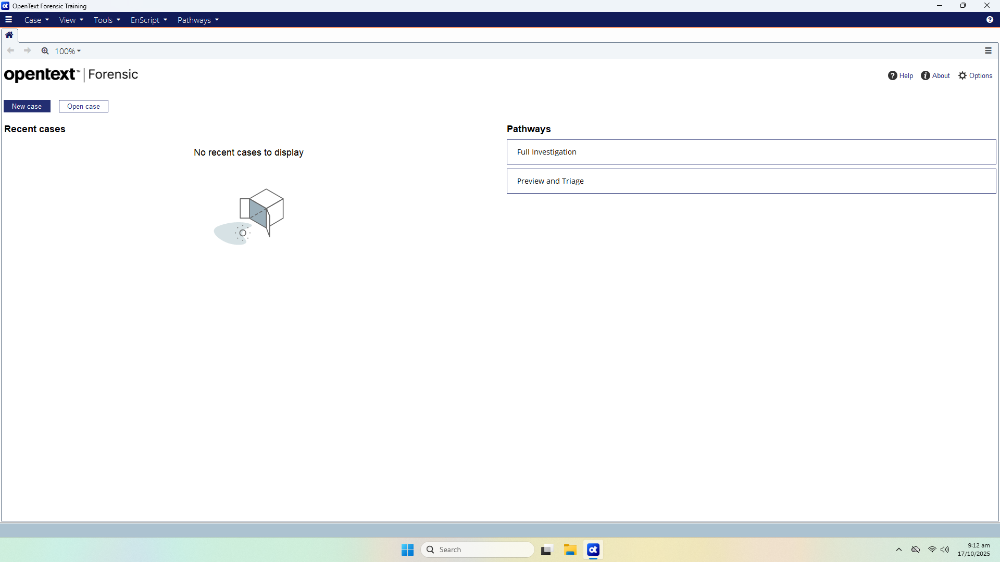 OpenText Forensic Training
Case View Tools EnScript Pathways
100%
opentext™ | Forensic
Help About Options
New case Open case
Recent cases
No recent cases to display
Pathways
Full Investigation
Preview and Triage
Search
9:12 am
17/10/2025